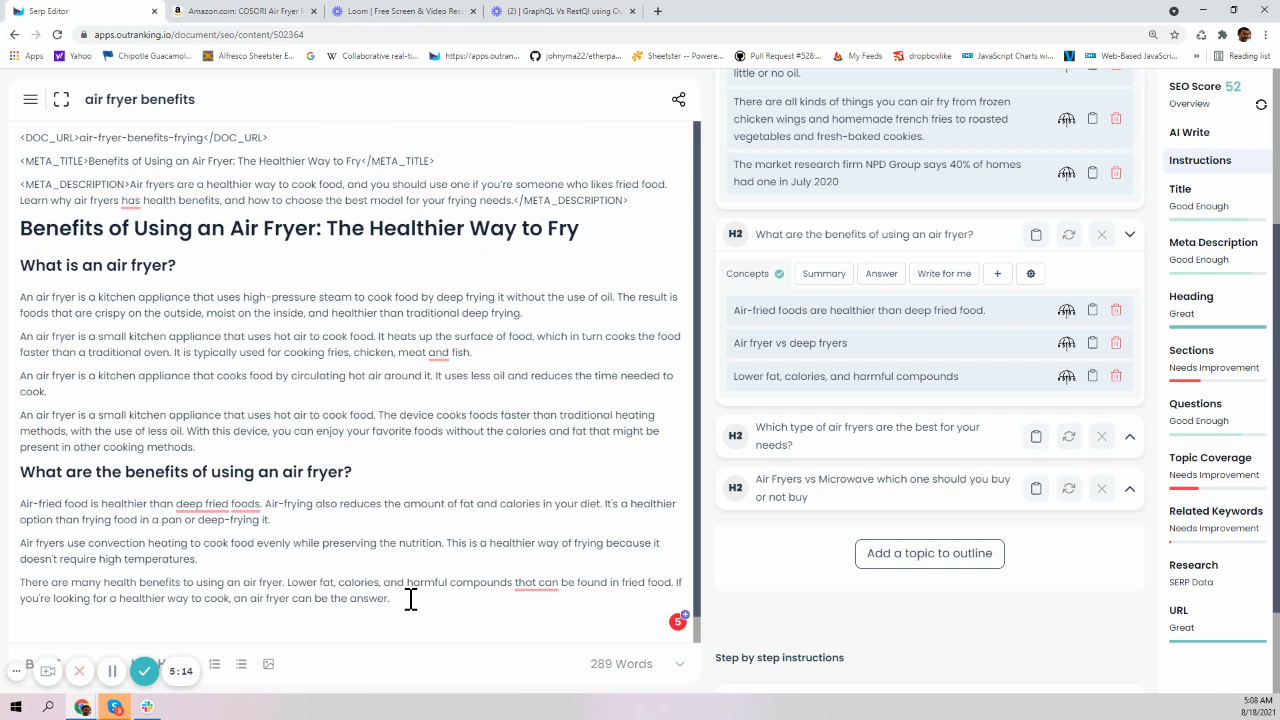 Serp Editor
Amazon.com: COSORI Air Fryer M
Loom | Free Screen & Video Rec
(2) | GraphQL Vs RestQl using O
apps.outranking.io/document/seo/content/502364
Apps
Yahoo
Chipotle Guacamol...
Alfresco Sheetster E...
Collaborative real-ti...
https://apps.outran...
johnyma22/etherpa...
Sheetster -- Powerf...
Pull Request #528:...
My Feeds
dropboxlike
JavaScript Charts wi...
Web-Based JavaS...
»
Reading list
air fryer benefits
<DOC_URL>air-fryer-benefits-frying</DOC_URL>
<META_TITLE>Benefits of Using an Air Fryer: The Healthier Way to Fry</META_TITLE>
<META_DESCRIPTION>Air fryers are a healthier way to cook food, and you should use one if you're someone who likes fried food.
Learn why air fryers has health benefits, and how to choose the best model for your frying needs.</META_DESCRIPTION>
Benefits of Using an Air Fryer: The Healthier Way to Fry
What is an air fryer?
An air fryer is a kitchen appliance that uses high-pressure steam to cook food by deep frying it without the use of oil. The result is
foods that are crispy on the outside, moist on the inside, and healthier than traditional deep frying.
An air fryer is a small kitchen appliance that uses hot air to cook food. It heats up the surface of food, which in turn cooks the food
faster than a traditional oven. It is typically used for cooking fries, chicken, meat and fish.
An air fryer is a kitchen appliance that cooks food by circulating hot air around it. It uses less oil and reduces the time needed to
cook.
An air fryer is a small kitchen appliance that uses hot air to cook food. The device cooks foods faster than traditional heating
methods, with the use of less oil. With this device, you can enjoy your favorite foods without the calories and fat that might be
present in other cooking methods.
What are the benefits of using an air fryer?
Air-fried food is healthier than deep fried foods. Air-frying also reduces the amount of fat and calories in your diet. It's a healthier
option than frying food in a pan or deep-frying it.
Air fryers use convection heating to cook food evenly while preserving the nutrition. This is a healthier way of frying because it
doesn't require high temperatures.
There are many health benefits to using an air fryer. Lower fat, calories, and harmful compounds that can be found in fried food. If
you're looking for a healthier way to cook, an air fryer can be the answer.
5
B
289 Words
5:14
little or no oil.
There are all kinds of things you can air fry from frozen
chicken wings and homemade french fries to roasted
vegetables and fresh-baked cookies.
The market research firm NPD Group says 40% of homes
had one in July 2020
H2
What are the benefits of using an air fryer?
Concepts
Summary
Answer
Write for me
+
Air-fried foods are healthier than deep fried food.
Air fryer vs deep fryers
Lower fat, calories, and harmful compounds
H2
Which type of air fryers are the best for your
needs?
H2
Air Fryers vs Microwave which one should you buy
or not buy
Add a topic to outline
Step by step instructions
SEO Score 52
Overview
AI Write
Instructions
Title
Good Enough
Meta Description
Good Enough
Heading
Great
Sections
Needs Improvement
Questions
Good Enough
Topic Coverage
Needs Improvement
Related Keywords
Needs Improvement
Research
SERP Data
URL
Great
5:08 AM
8/18/2021